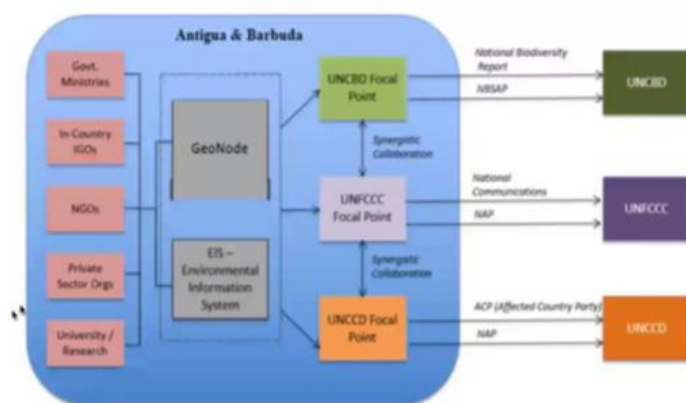 Antigua & Barbuda
Govt.
Ministries
In-Country
IGOs
NGOs
Private
Sector Orgs
University /
Research
GeoNode
EIS –
Environmental
Information
System
UNCBD Focal
Point
Synergistic
Collaboration
UNFCCC
Focal Point
Synergistic
Collaboration
UNCCD Focal
Point
National Biodiversity
Report
NBSAP
National
Communications
NAP
ACP (Affected Country Party)
NAP
UNCBD
UNFCCC
UNCCD